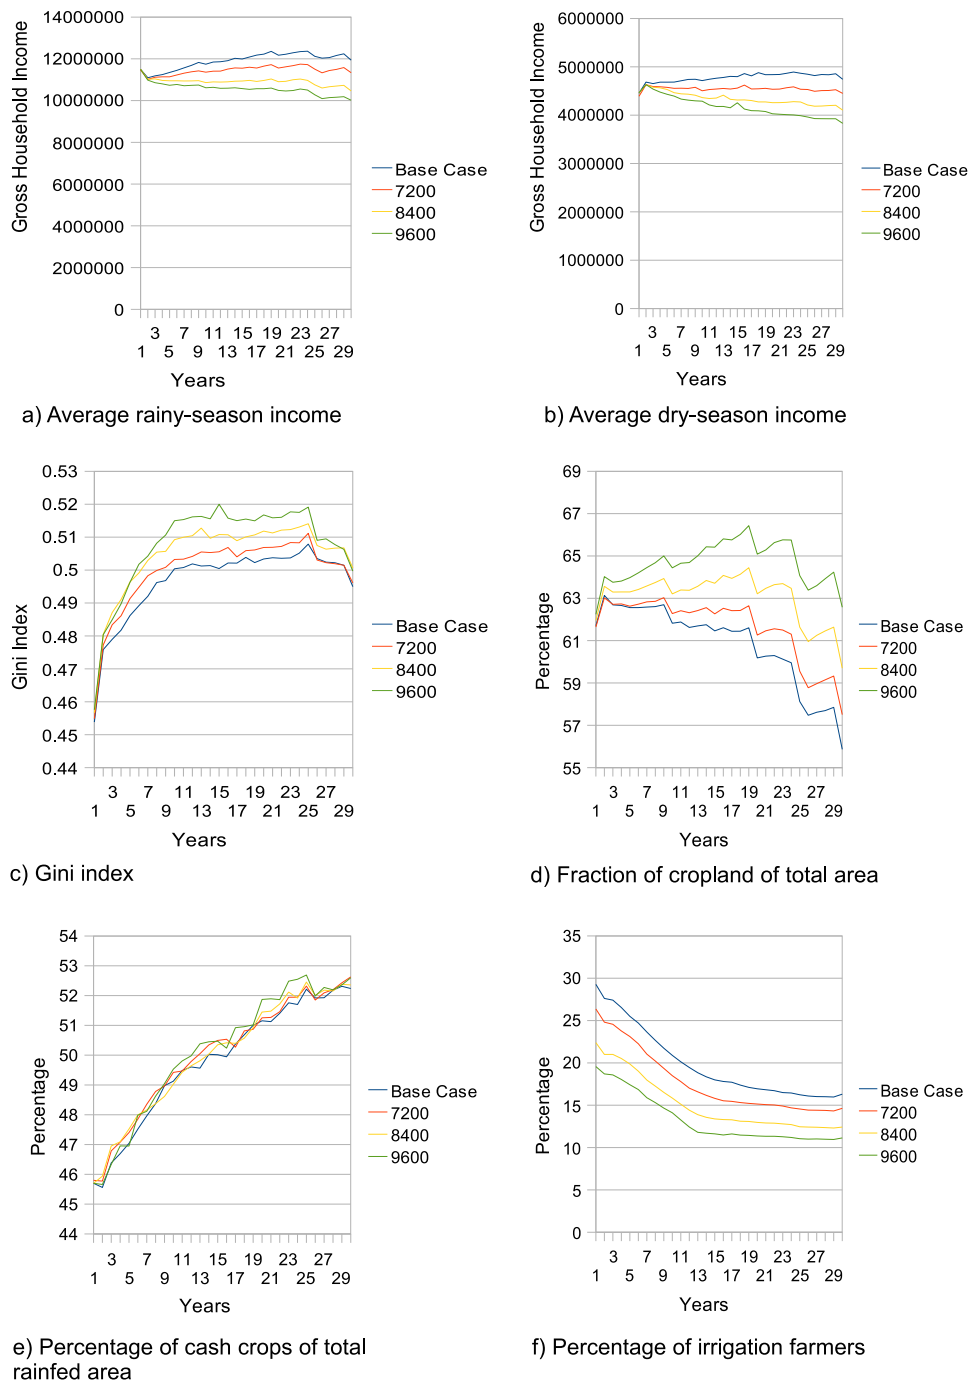 14000000
12000000
10000000
8000000
6000000
4000000
2000000
0
Gross Household Income
3 7 11 15 19 23 27
1 5 9 13 17 21 25 29
Years
Base Case
7200
8400
9600
a) Average rainy-season income
6000000
5000000
4000000
3000000
2000000
1000000
0
Gross Household Income
3 7 11 15 19 23 27
1 5 9 13 17 21 25 29
Years
Base Case
7200
8400
9600
b) Average dry-season income
0.53
0.52
0.51
0.5
0.49
0.48
0.47
0.46
0.45
0.44
Gini Index
3 7 11 15 19 23 27
1 5 9 13 17 21 25 29
Years
Base Case
7200
8400
9600
c) Gini index
69
67
65
63
61
59
57
55
Percentage
3 7 11 15 19 23 27
1 5 9 13 17 21 25 29
Years
Base Case
7200
8400
9600
d) Fraction of cropland of total area
54
53
52
51
50
49
48
47
46
45
44
Percentage
3 7 11 15 19 23 27
1 5 9 13 17 21 25 29
Years
Base Case
7200
8400
9600
e) Percentage of cash crops of total
rainfed area
35
30
25
20
15
10
5
0
Percentage
3 7 11 15 19 23 27
1 5 9 13 17 21 25 29
Years
Base Case
7200
8400
9600
f) Percentage of irrigation farmers